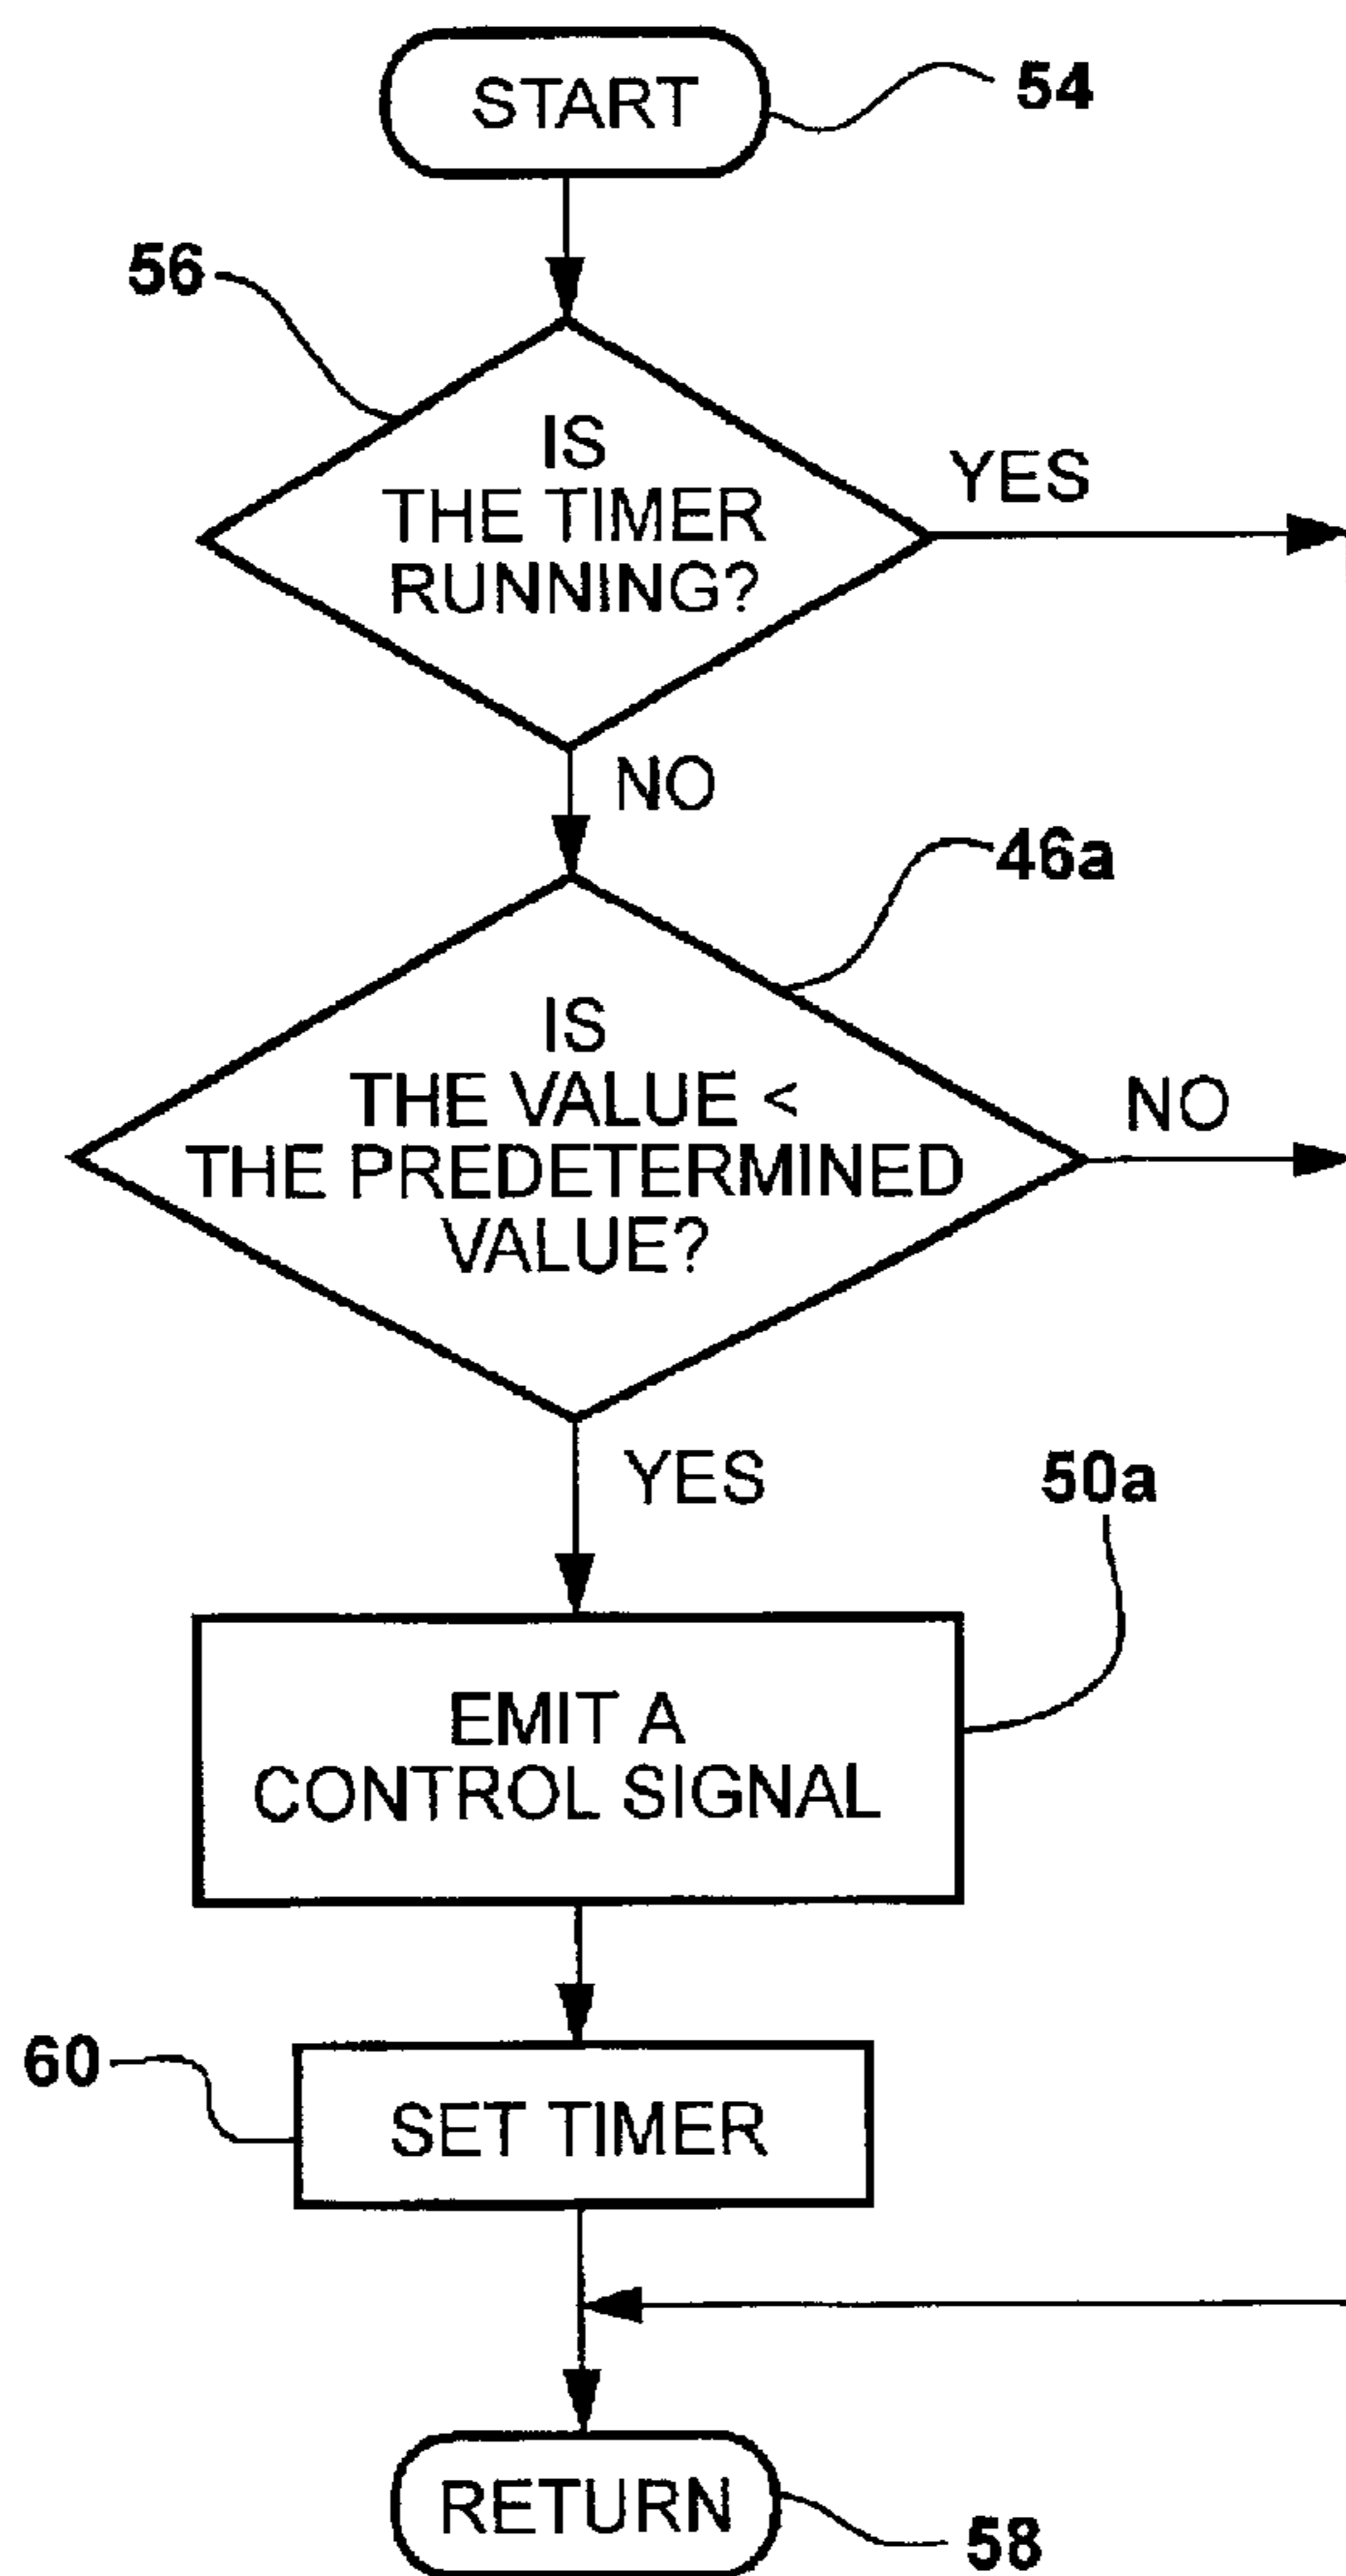 START
54
56
IS
THE TIMER
RUNNING?
YES
NO
46a
IS
THE VALUE <
THE PREDETERMINED
VALUE?
NO
YES
50a
EMIT A
CONTROL SIGNAL
60
SET TIMER
RETURN
58